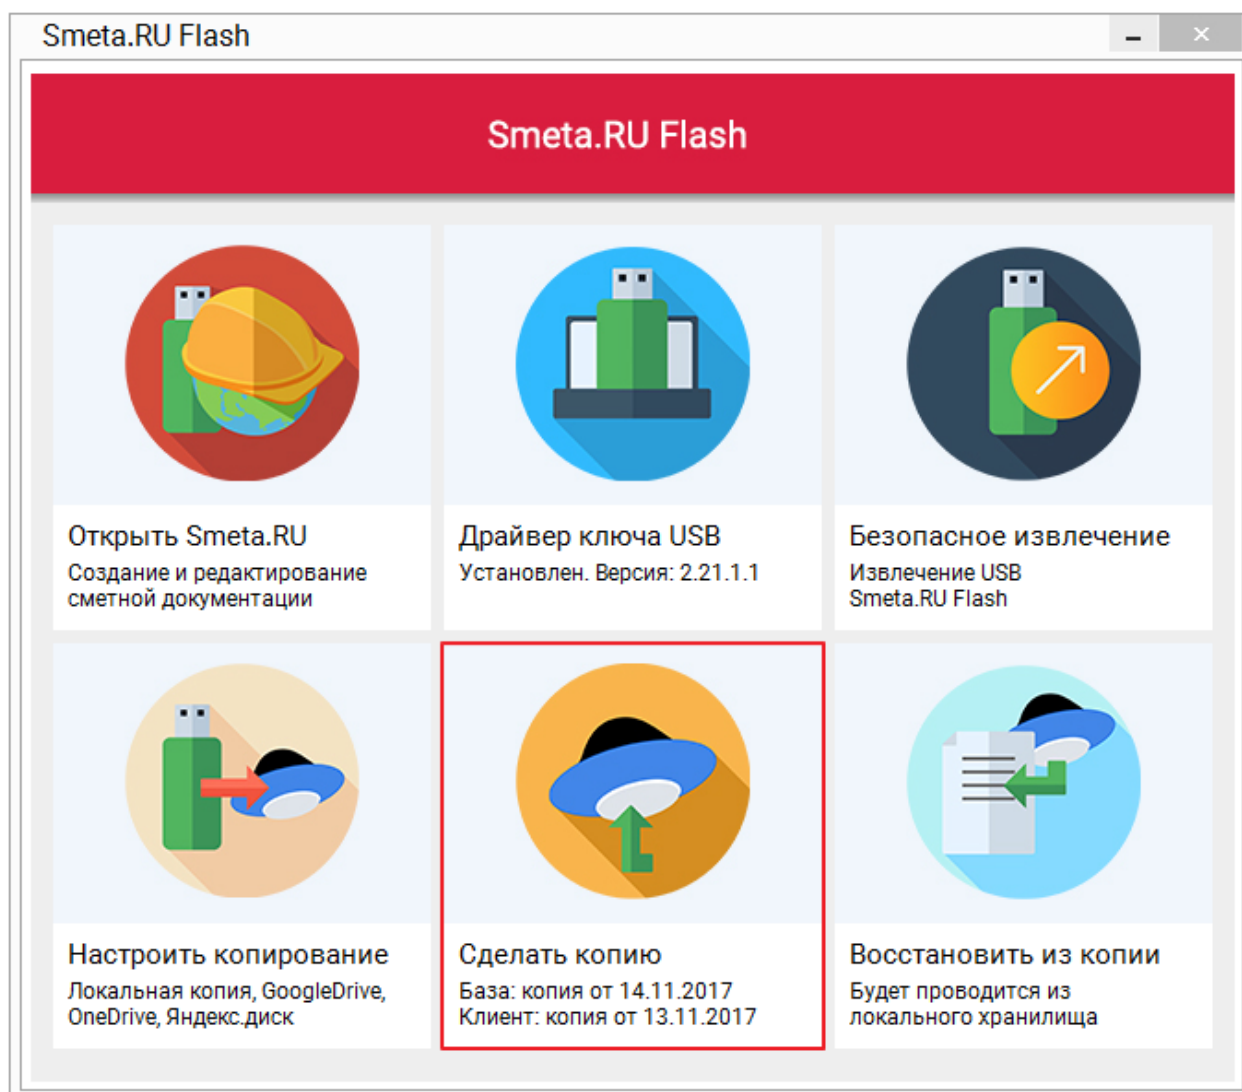 Smeta.RU Flash
Smeta.RU Flash
Открыть Smeta.RU
Создание и редактирование
сметной документации
Драйвер ключа USB
Установлен. Версия: 2.21.1.1
Безопасное извлечение
Извлечение USB
Smeta.RU Flash
Настроить копирование
Локальная копия, GoogleDrive,
OneDrive, Яндекс.диск
Сделать копию
База: копия от 14.11.2017
Клиент: копия от 13.11.2017
Восстановить из копии
Будет проводится из
локального хранилища